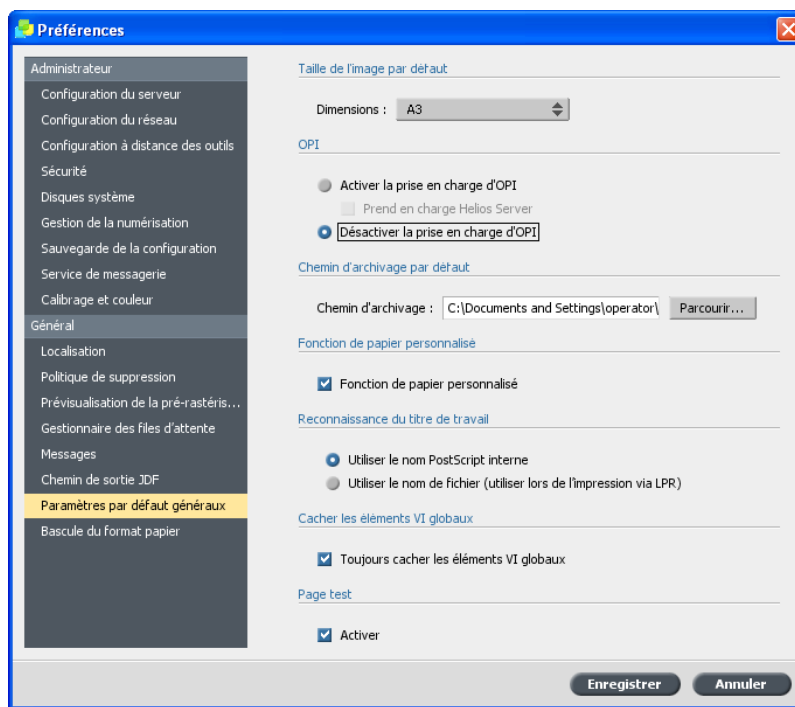 Préférences
Administrateur
Configuration du serveur
Configuration du réseau
Configuration à distance des outils
Sécurité
Disques système
Gestion de la numérisation
Sauvegarde de la configuration
Service de messagerie
Calibrage et couleur
Général
Localisation
Politique de suppression
Prévisualisation de la pré-rastéris...
Gestionnaire des files d'attente
Messages
Chemin de sortie JDF
Paramètres par défaut généraux
Bascule du format papier
Taille de l'image par défaut
Dimensions : A3
OPI
Activer la prise en charge d'OPI
Prend en charge Helios Server
Désactiver la prise en charge d'OPI
Chemin d'archivage par défaut
Chemin d'archivage : C:\Documents and Settings\operator\ Parcourir...
Fonction de papier personnalisé
Fonction de papier personnalisé
Reconnaissance du titre de travail
Utiliser le nom PostScript interne
Utiliser le nom de fichier (utiliser lors de l'impression via LPR)
Cacher les éléments VI globaux
Toujours cacher les éléments VI globaux
Page test
Activer
Enregistrer Annuler